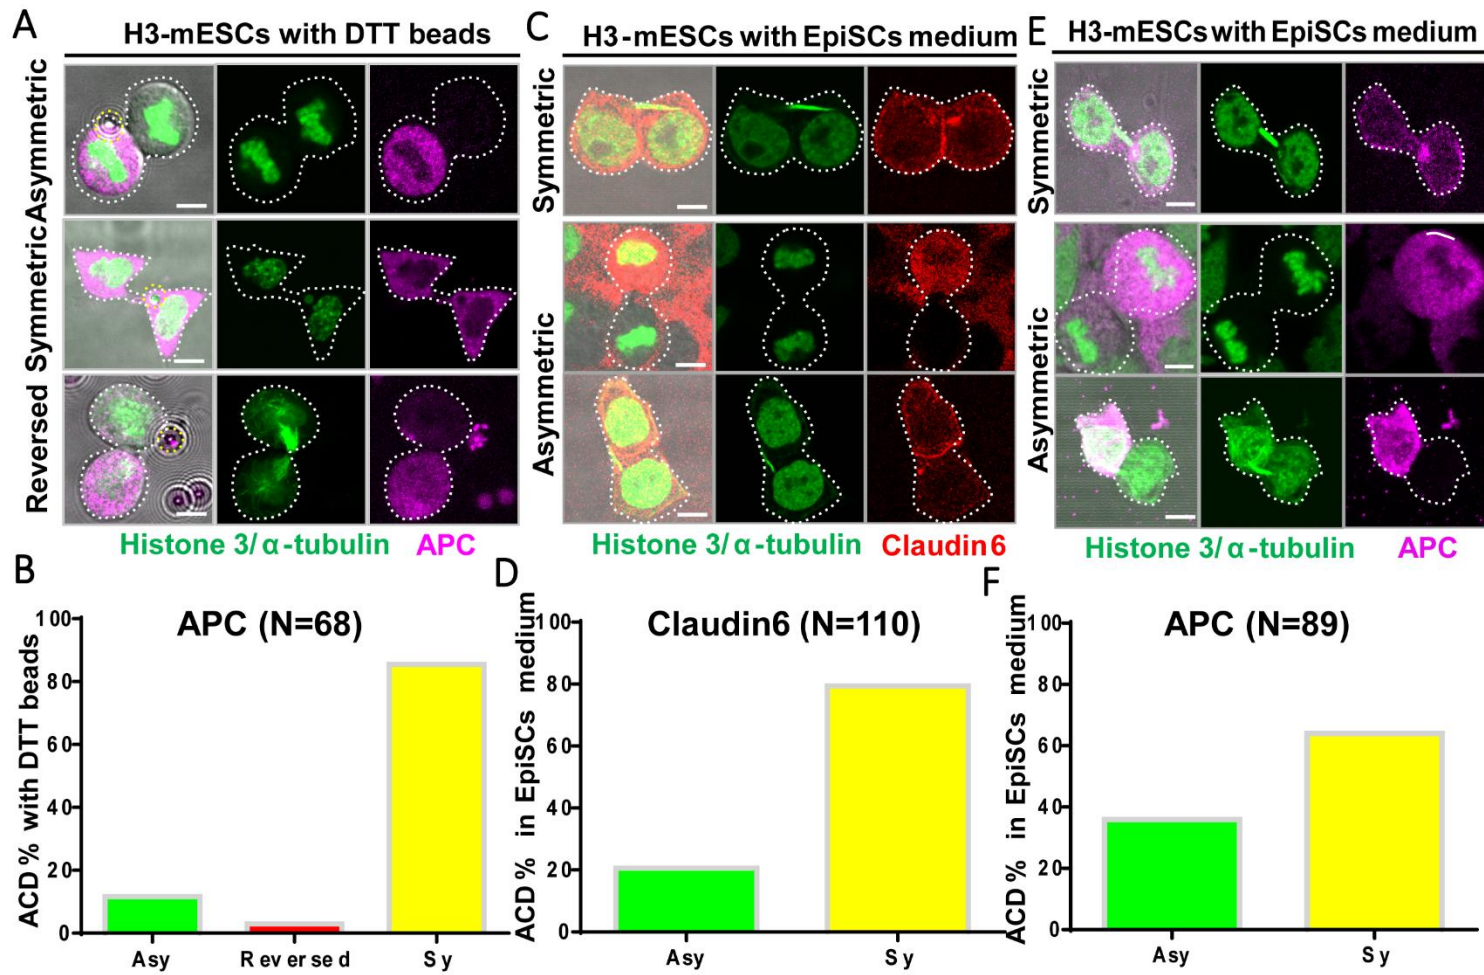 A
H3-mESCs with DTT beads
Asymmetric
Symmetric
Reversed
Histone 3/ α-tubulin APC
C
H3-mESCs with EpiSCs medium
Symmetric
Asymmetric
Histone 3/ α-tubulin Claudin6
E
H3-mESCs with EpiSCs medium
Symmetric
Asymmetric
Histone 3/ α-tubulin APC
B
APC (N=68)
ACD % with DTT beads
100
80
60
40
20
0
Asy Reversed Sy
D
Claudin6 (N=110)
ACD % in EpiSCs medium
100
80
60
40
20
0
Asy Sy
F
APC (N=89)
ACD % in EpiSCs medium
100
80
60
40
20
0
Asy Sy